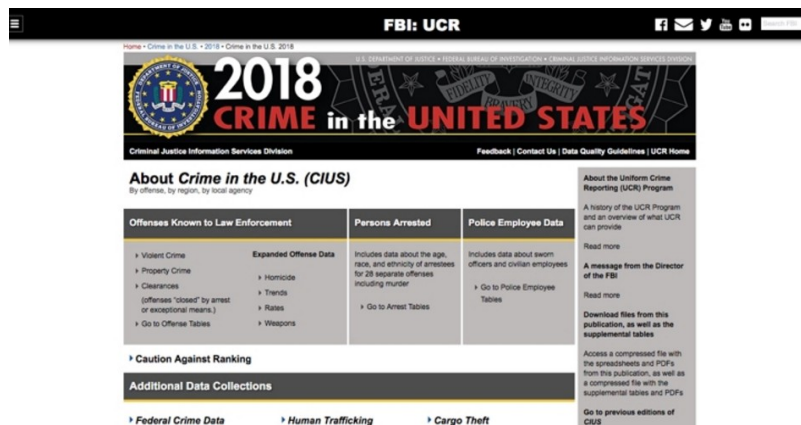 FBI: UCR
Search FBI
Home • Crime in the U.S. • 2018 • Crime in the U.S. 2018
U.S. DEPARTMENT OF JUSTICE • FEDERAL BUREAU OF INVESTIGATION • CRIMINAL JUSTICE INFORMATION SERVICES DIVISION
2018
CRIME in the UNITED STATES
FIDELITY BRAVERY INTEGRITY
Criminal Justice Information Services Division
Feedback | Contact Us | Data Quality Guidelines | UCR Home
About Crime in the U.S. (CIUS)
By offense, by region, by local agency
Offenses Known to Law Enforcement
Violent Crime
Property Crime
Clearances
(offenses "closed" by arrest
or exceptional means.)
Go to Offense Tables
Expanded Offense Data
Homicide
Trends
Rates
Weapons
Persons Arrested
Includes data about the age,
race, and ethnicity of arrestees
for 28 separate offenses
including murder
Go to Arrest Tables
Police Employee Data
Includes data about sworn
officers and civilian employees
Go to Police Employee
Tables
Caution Against Ranking
Additional Data Collections
Federal Crime Data
Human Trafficking
Cargo Theft
About the Uniform Crime
Reporting (UCR) Program
A history of the UCR Program
and an overview of what UCR
can provide
Read more
A message from the Director
of the FBI
Read more
Download files from this
publication, as well as the
supplemental tables
Access a compressed file with
the spreadsheets and PDFs
from this publication, as well as
a compressed file with the
supplemental tables and PDFs
Go to previous editions of
CIUS